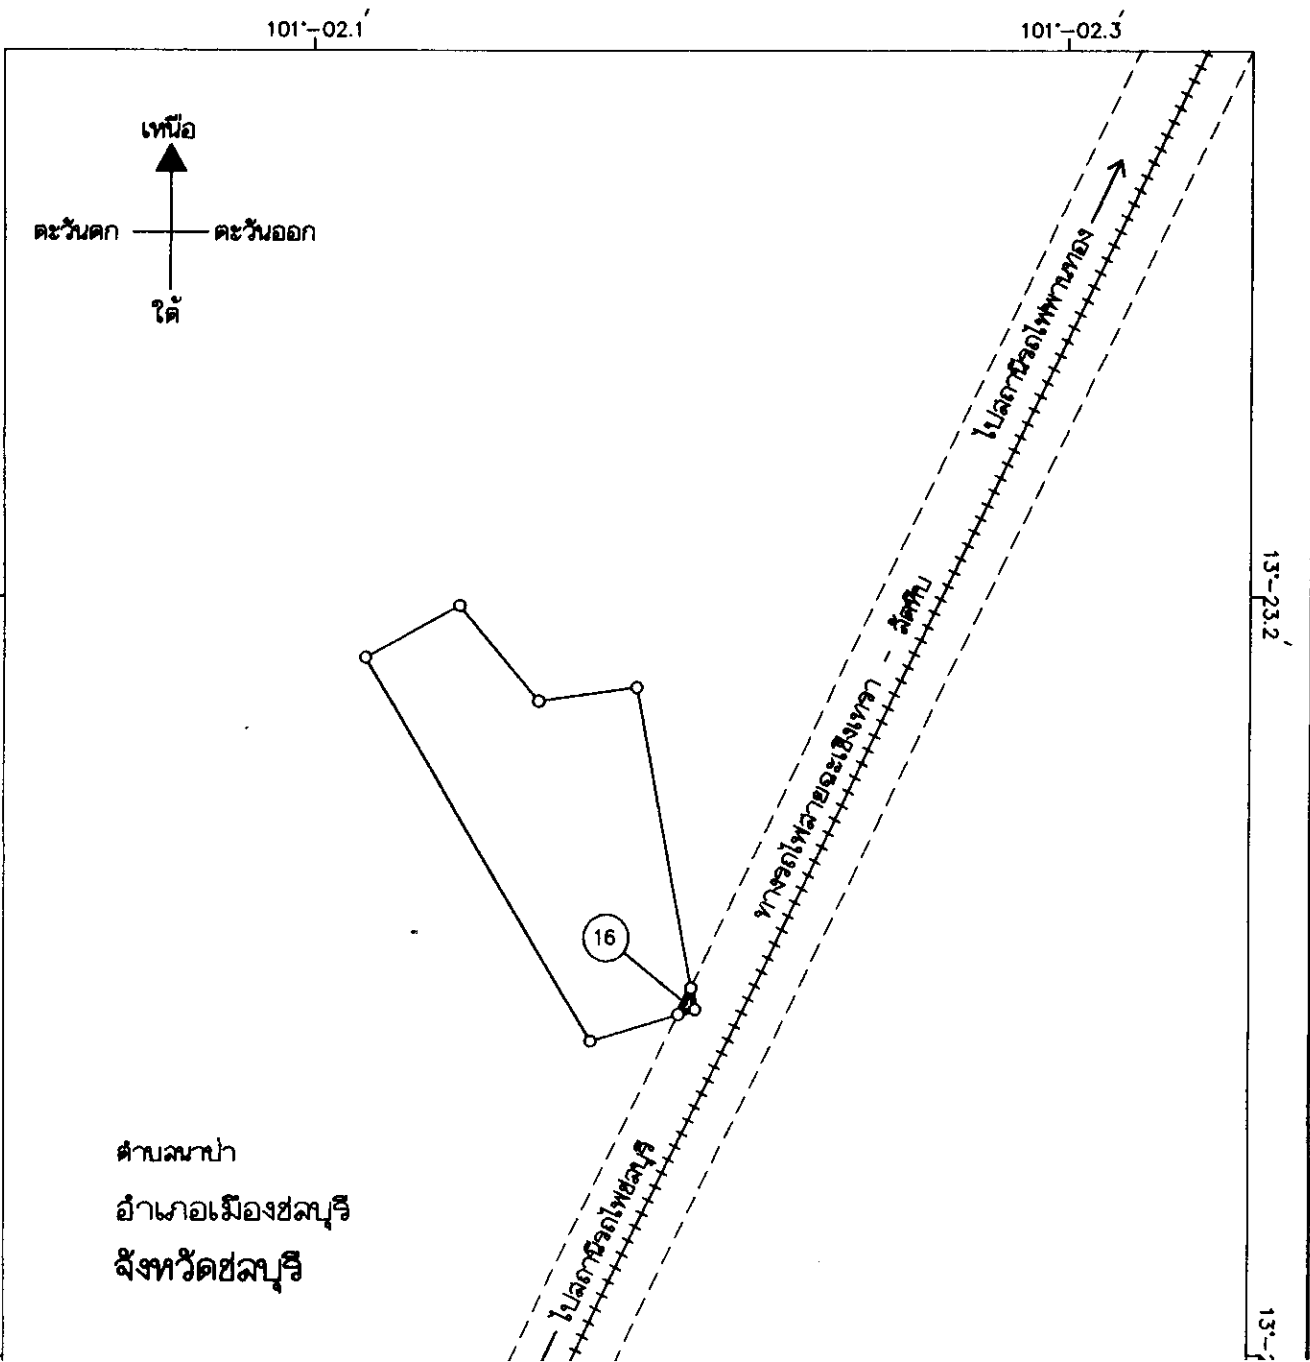 101°-02.1'
101°-02.3'
เหนือ
ตะวันตก
ตะวันออก
ใต้
ไปสถานีรถไฟพานทอง
13°-23.2'
ทางรถไฟสายฉะเชิงเทรา - สัตหีบ
16
ไปสถานีรถไฟชลบุรี
ตำบลนาป่า
อำเภอเมืองชลบุรี
จังหวัดชลบุรี